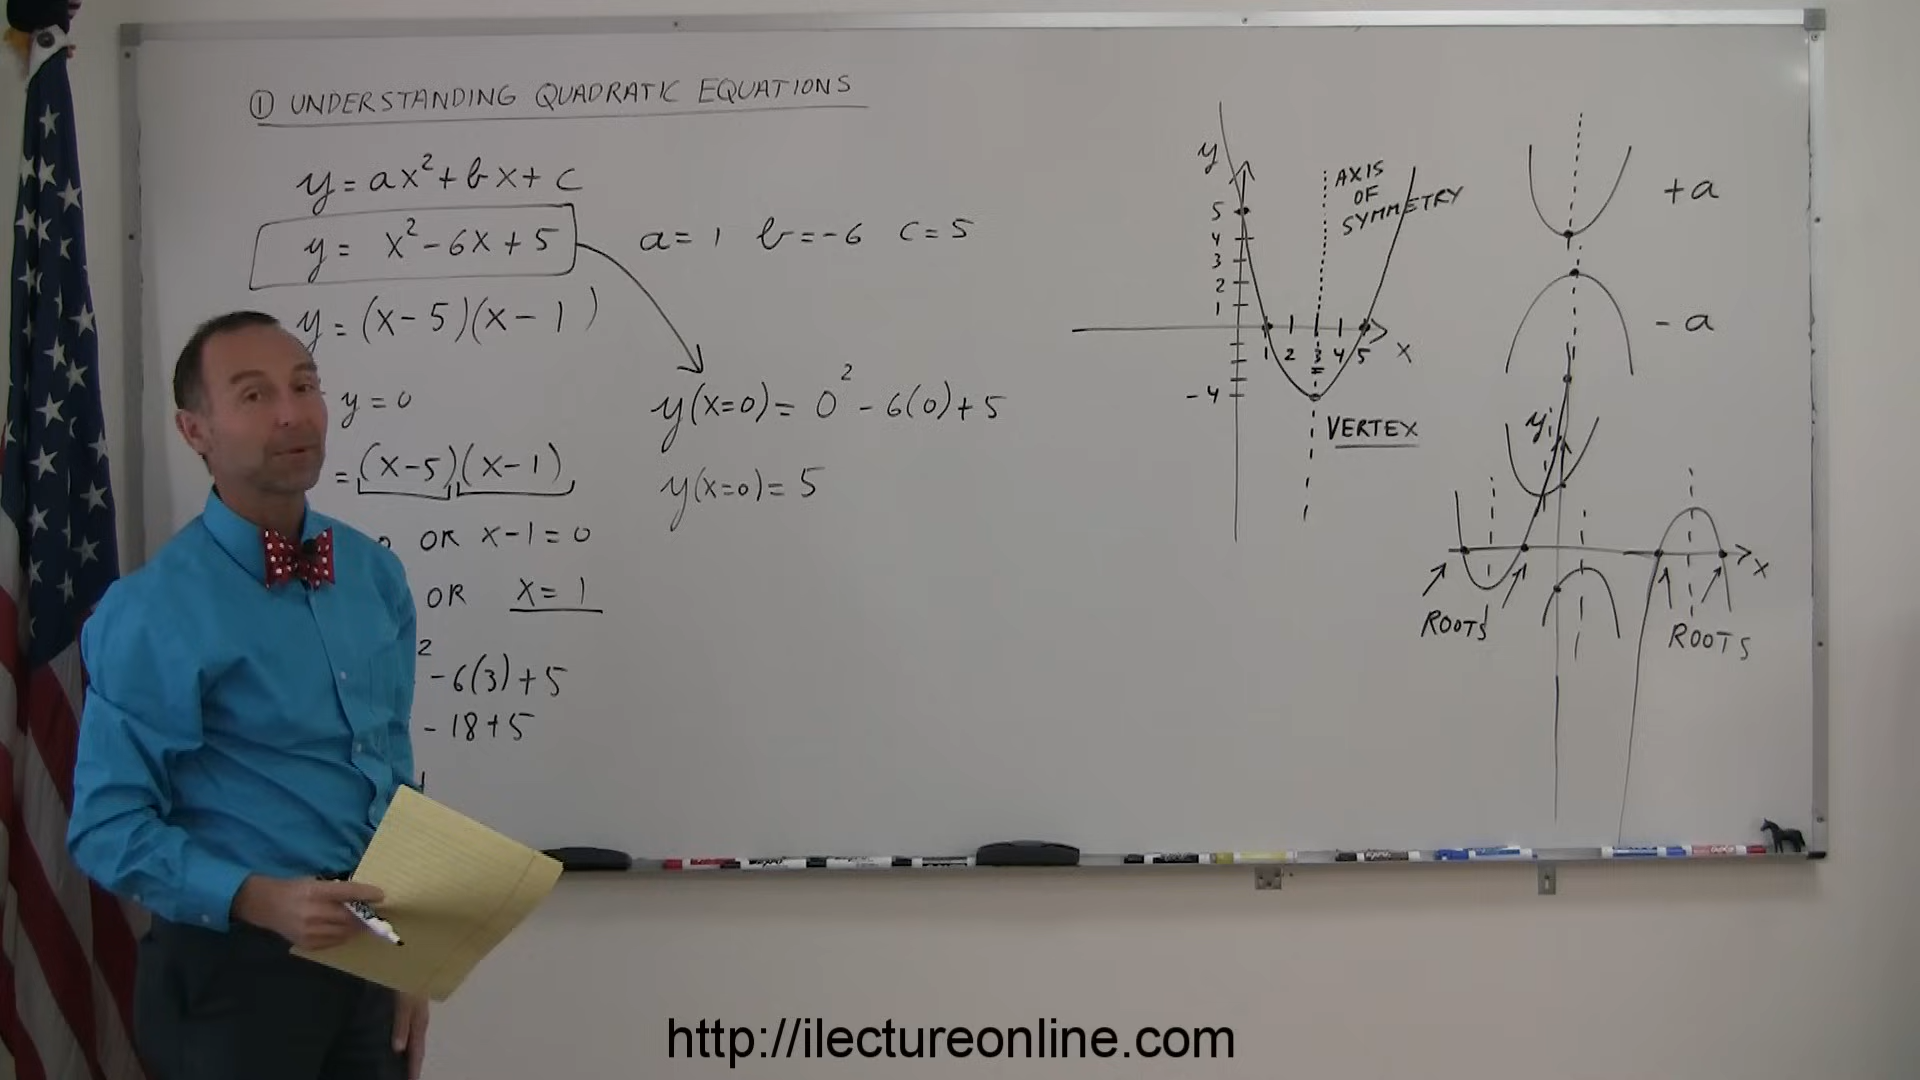 ① UNDERSTANDING QUADRATIC EQUATIONS
y = ax² + bx + c
y = x² - 6x + 5
a = 1 b = -6 c = 5
y = (x - 5)(x - 1)
y = 0
= (x-5)(x-1)
OR x-1=0
OR x = 1
² -6(3)+5
- 18+5
y(x=0) = 0² - 6(0) + 5
y(x=0) = 5
y
5
4
3
2
1
-4
1 2 3 4 5
x
AXIS
OF
SYMMETRY
VERTEX
+a
-a
y
x
ROOTS
ROOTS
http://ilectureonline.com